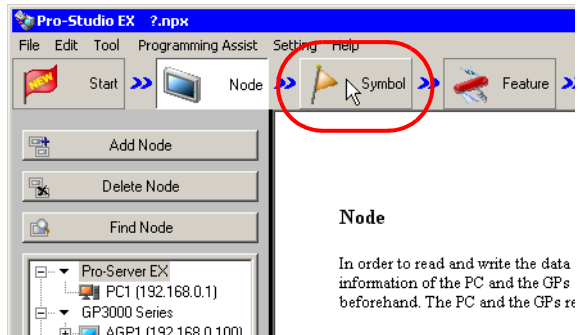 Pro-Studio EX ?.npx
File Edit Tool Programming Assist Setting Help
NEW Start Node Symbol Feature
Add Node
Delete Node
Find Node
Node
In order to read and write the data
information of the PC and the GPs
beforehand. The PC and the GPs re
Pro-Server EX
PC1 (192.168.0.1)
GP3000 Series
AGP1 (192.168.0.100)